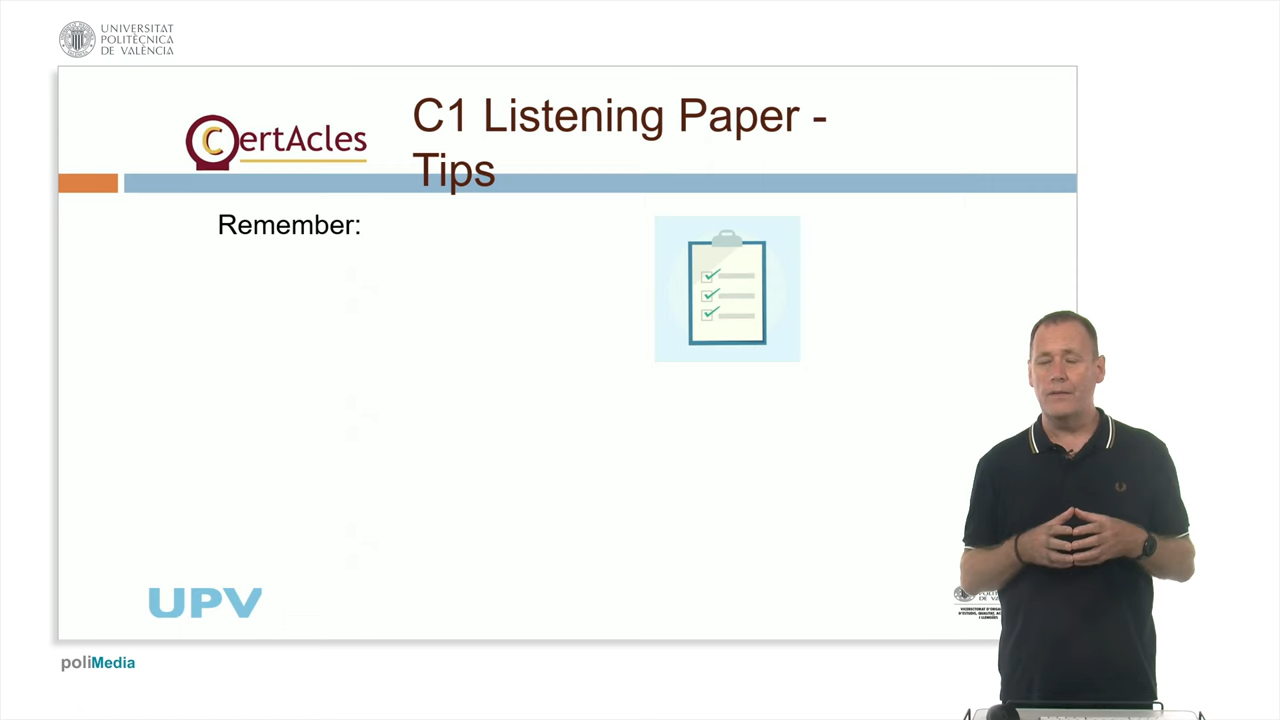 UNIVERSITAT
POLITÈCNICA
DE VALÈNCIA
CertAcles
C1 Listening Paper -
Tips
Remember:
UPV
poliMedia